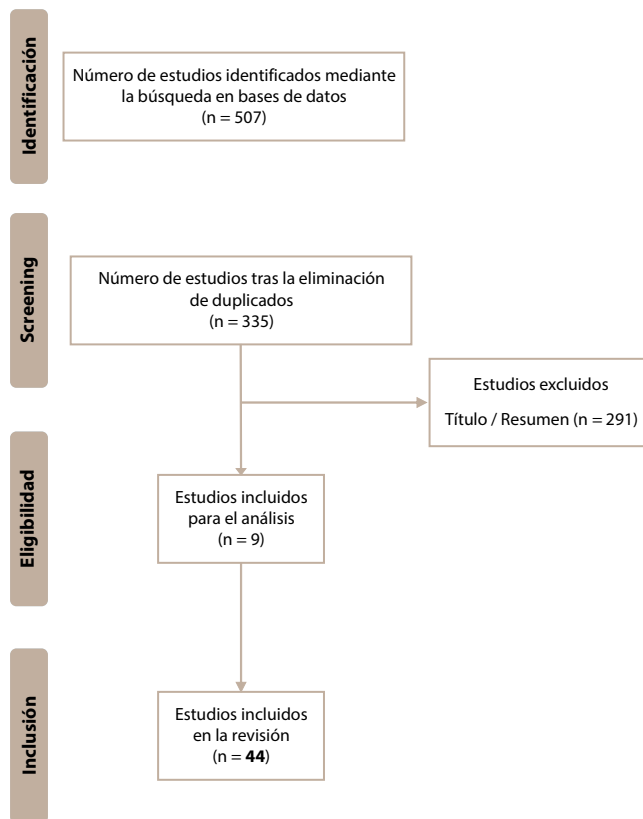 Identificación
Número de estudios identificados mediante
la búsqueda en bases de datos
(n = 507)
Screening
Número de estudios tras la eliminación
de duplicados
(n = 335)
Estudios excluidos
Título / Resumen (n = 291)
Eligibilidad
Estudios incluidos
para el análisis
(n = 9)
Inclusión
Estudios incluidos
en la revisión
(n = 44)